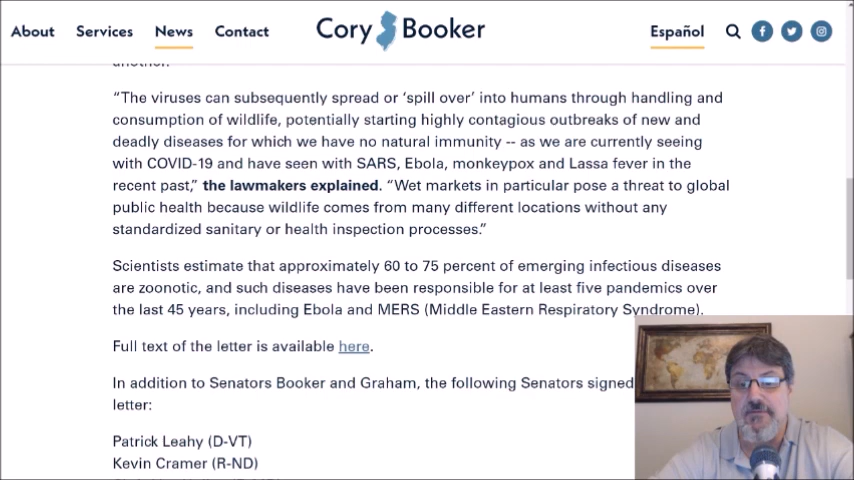 About Services News Contact Cory Booker Español
another.
“The viruses can subsequently spread or ‘spill over’ into humans through handling and
consumption of wildlife, potentially starting highly contagious outbreaks of new and
deadly diseases for which we have no natural immunity -- as we are currently seeing
with COVID-19 and have seen with SARS, Ebola, monkeypox and Lassa fever in the
recent past,” the lawmakers explained. “Wet markets in particular pose a threat to global
public health because wildlife comes from many different locations without any
standardized sanitary or health inspection processes.”
Scientists estimate that approximately 60 to 75 percent of emerging infectious diseases
are zoonotic, and such diseases have been responsible for at least five pandemics over
the last 45 years, including Ebola and MERS (Middle Eastern Respiratory Syndrome).
Full text of the letter is available here.
In addition to Senators Booker and Graham, the following Senators signed
letter:
Patrick Leahy (D-VT)
Kevin Cramer (R-ND)